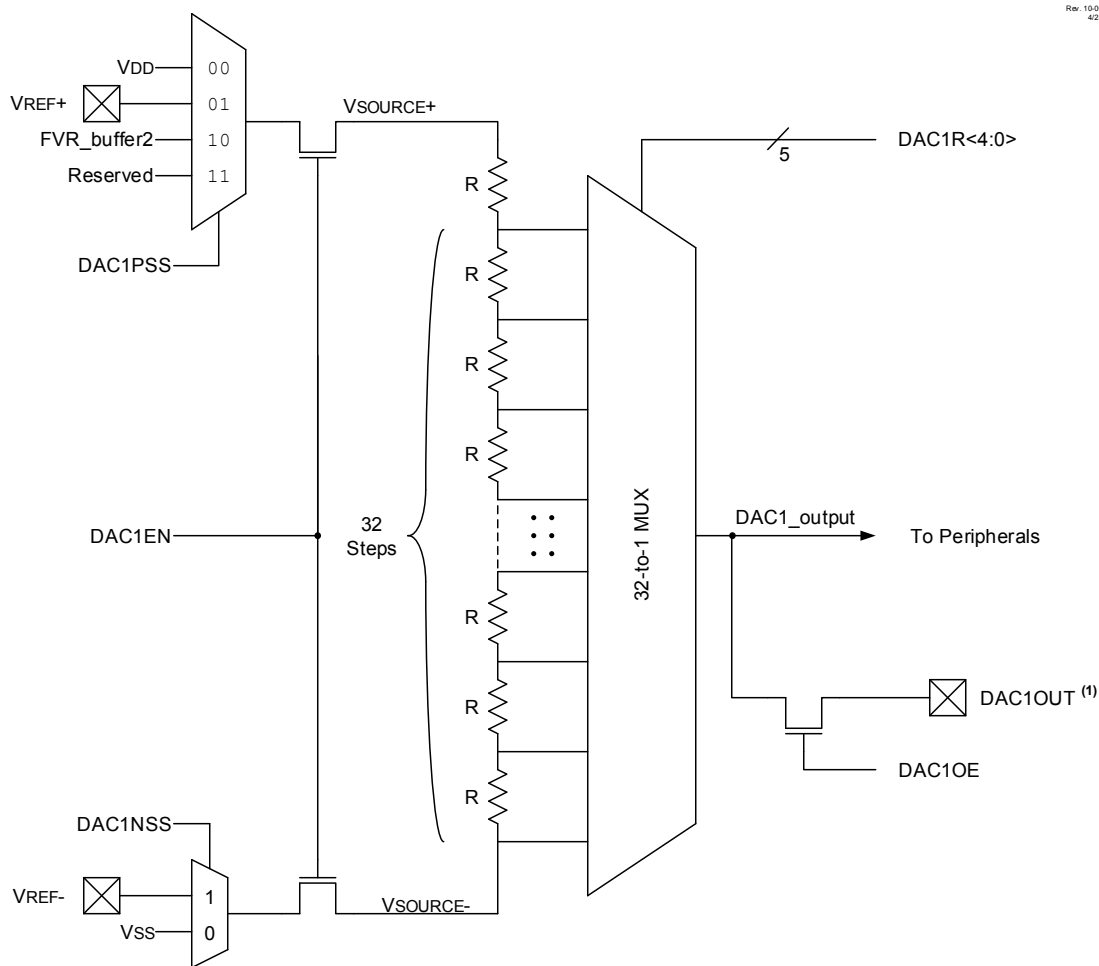 Rev. 10-0
4/2
VDD
00
VREF+
01
VSOURCE+
FVR_buffer2
10
DAC1R<4:0>
5
Reserved
11
R
DAC1PSS
R
R
R
DAC1EN
32
Steps
32-to-1 MUX
DAC1_output
To Peripherals
R
R
DAC1OUT (1)
DAC1OE
R
DAC1NSS
VREF-
1
VSOURCE-
VSS
0